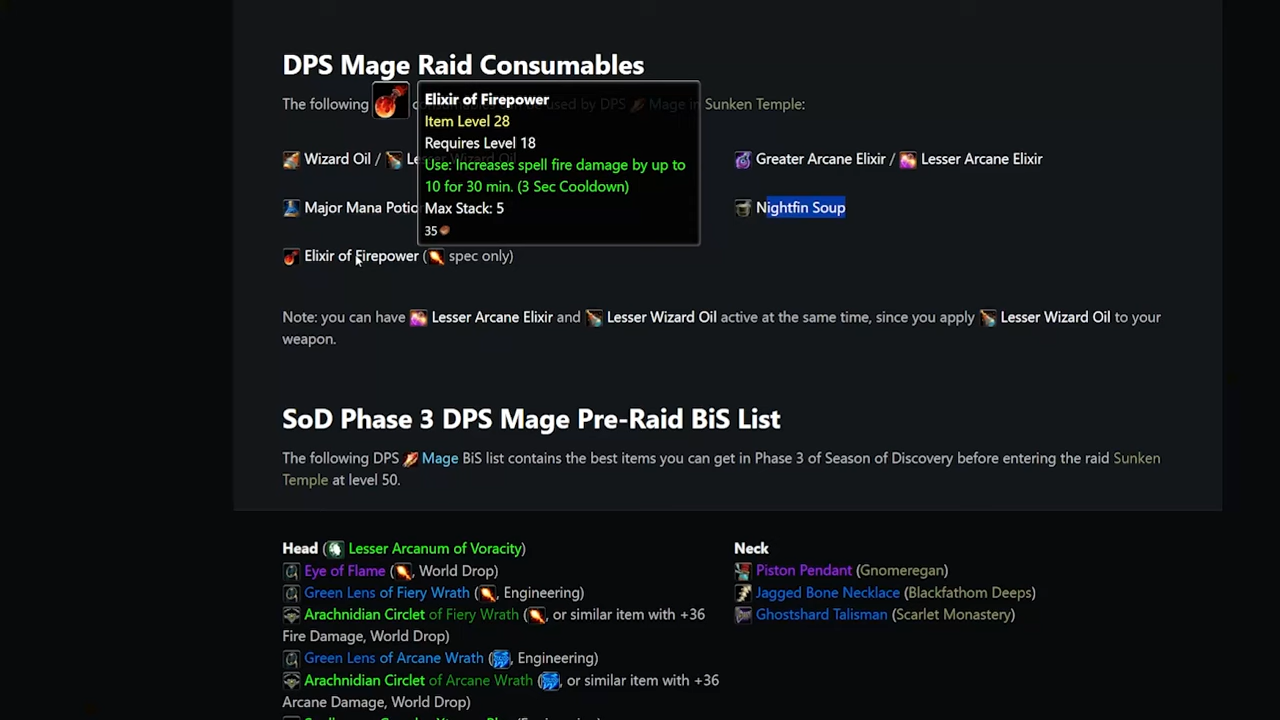 DPS Mage Raid Consumables
The following consumables can be used by DPS Mage in Sunken Temple:
Elixir of Firepower
Item Level 28
Requires Level 18
Use: Increases spell fire damage by up to
10 for 30 min. (3 Sec Cooldown)
Max Stack: 5
35
Wizard Oil / Lesser Wizard Oil
Greater Arcane Elixir / Lesser Arcane Elixir
Major Mana Potio
Nightfin Soup
Elixir of Firepower ( spec only)
Note: you can have Lesser Arcane Elixir and Lesser Wizard Oil active at the same time, since you apply Lesser Wizard Oil to your
weapon.
SoD Phase 3 DPS Mage Pre-Raid BiS List
The following DPS Mage BiS list contains the best items you can get in Phase 3 of Season of Discovery before entering the raid Sunken
Temple at level 50.
Head ( Lesser Arcanum of Voracity)
Eye of Flame ( , World Drop)
Green Lens of Fiery Wrath ( , Engineering)
Arachnidian Circlet of Fiery Wrath ( , or similar item with +36
Fire Damage, World Drop)
Green Lens of Arcane Wrath ( , Engineering)
Arachnidian Circlet of Arcane Wrath ( , or similar item with +36
Arcane Damage, World Drop)
Neck
Piston Pendant (Gnomeregan)
Jagged Bone Necklace (Blackfathom Deeps)
Ghostshard Talisman (Scarlet Monastery)